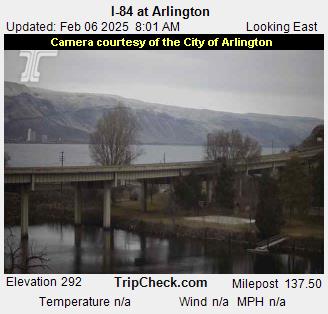 I-84 at Arlington
Updated: Feb 06 2025 8:01 AM Looking East
Camera courtesy of the City of Arlington
Elevation 292 TripCheck.com Milepost 137.50
Temperature n/a Wind n/a MPH n/a